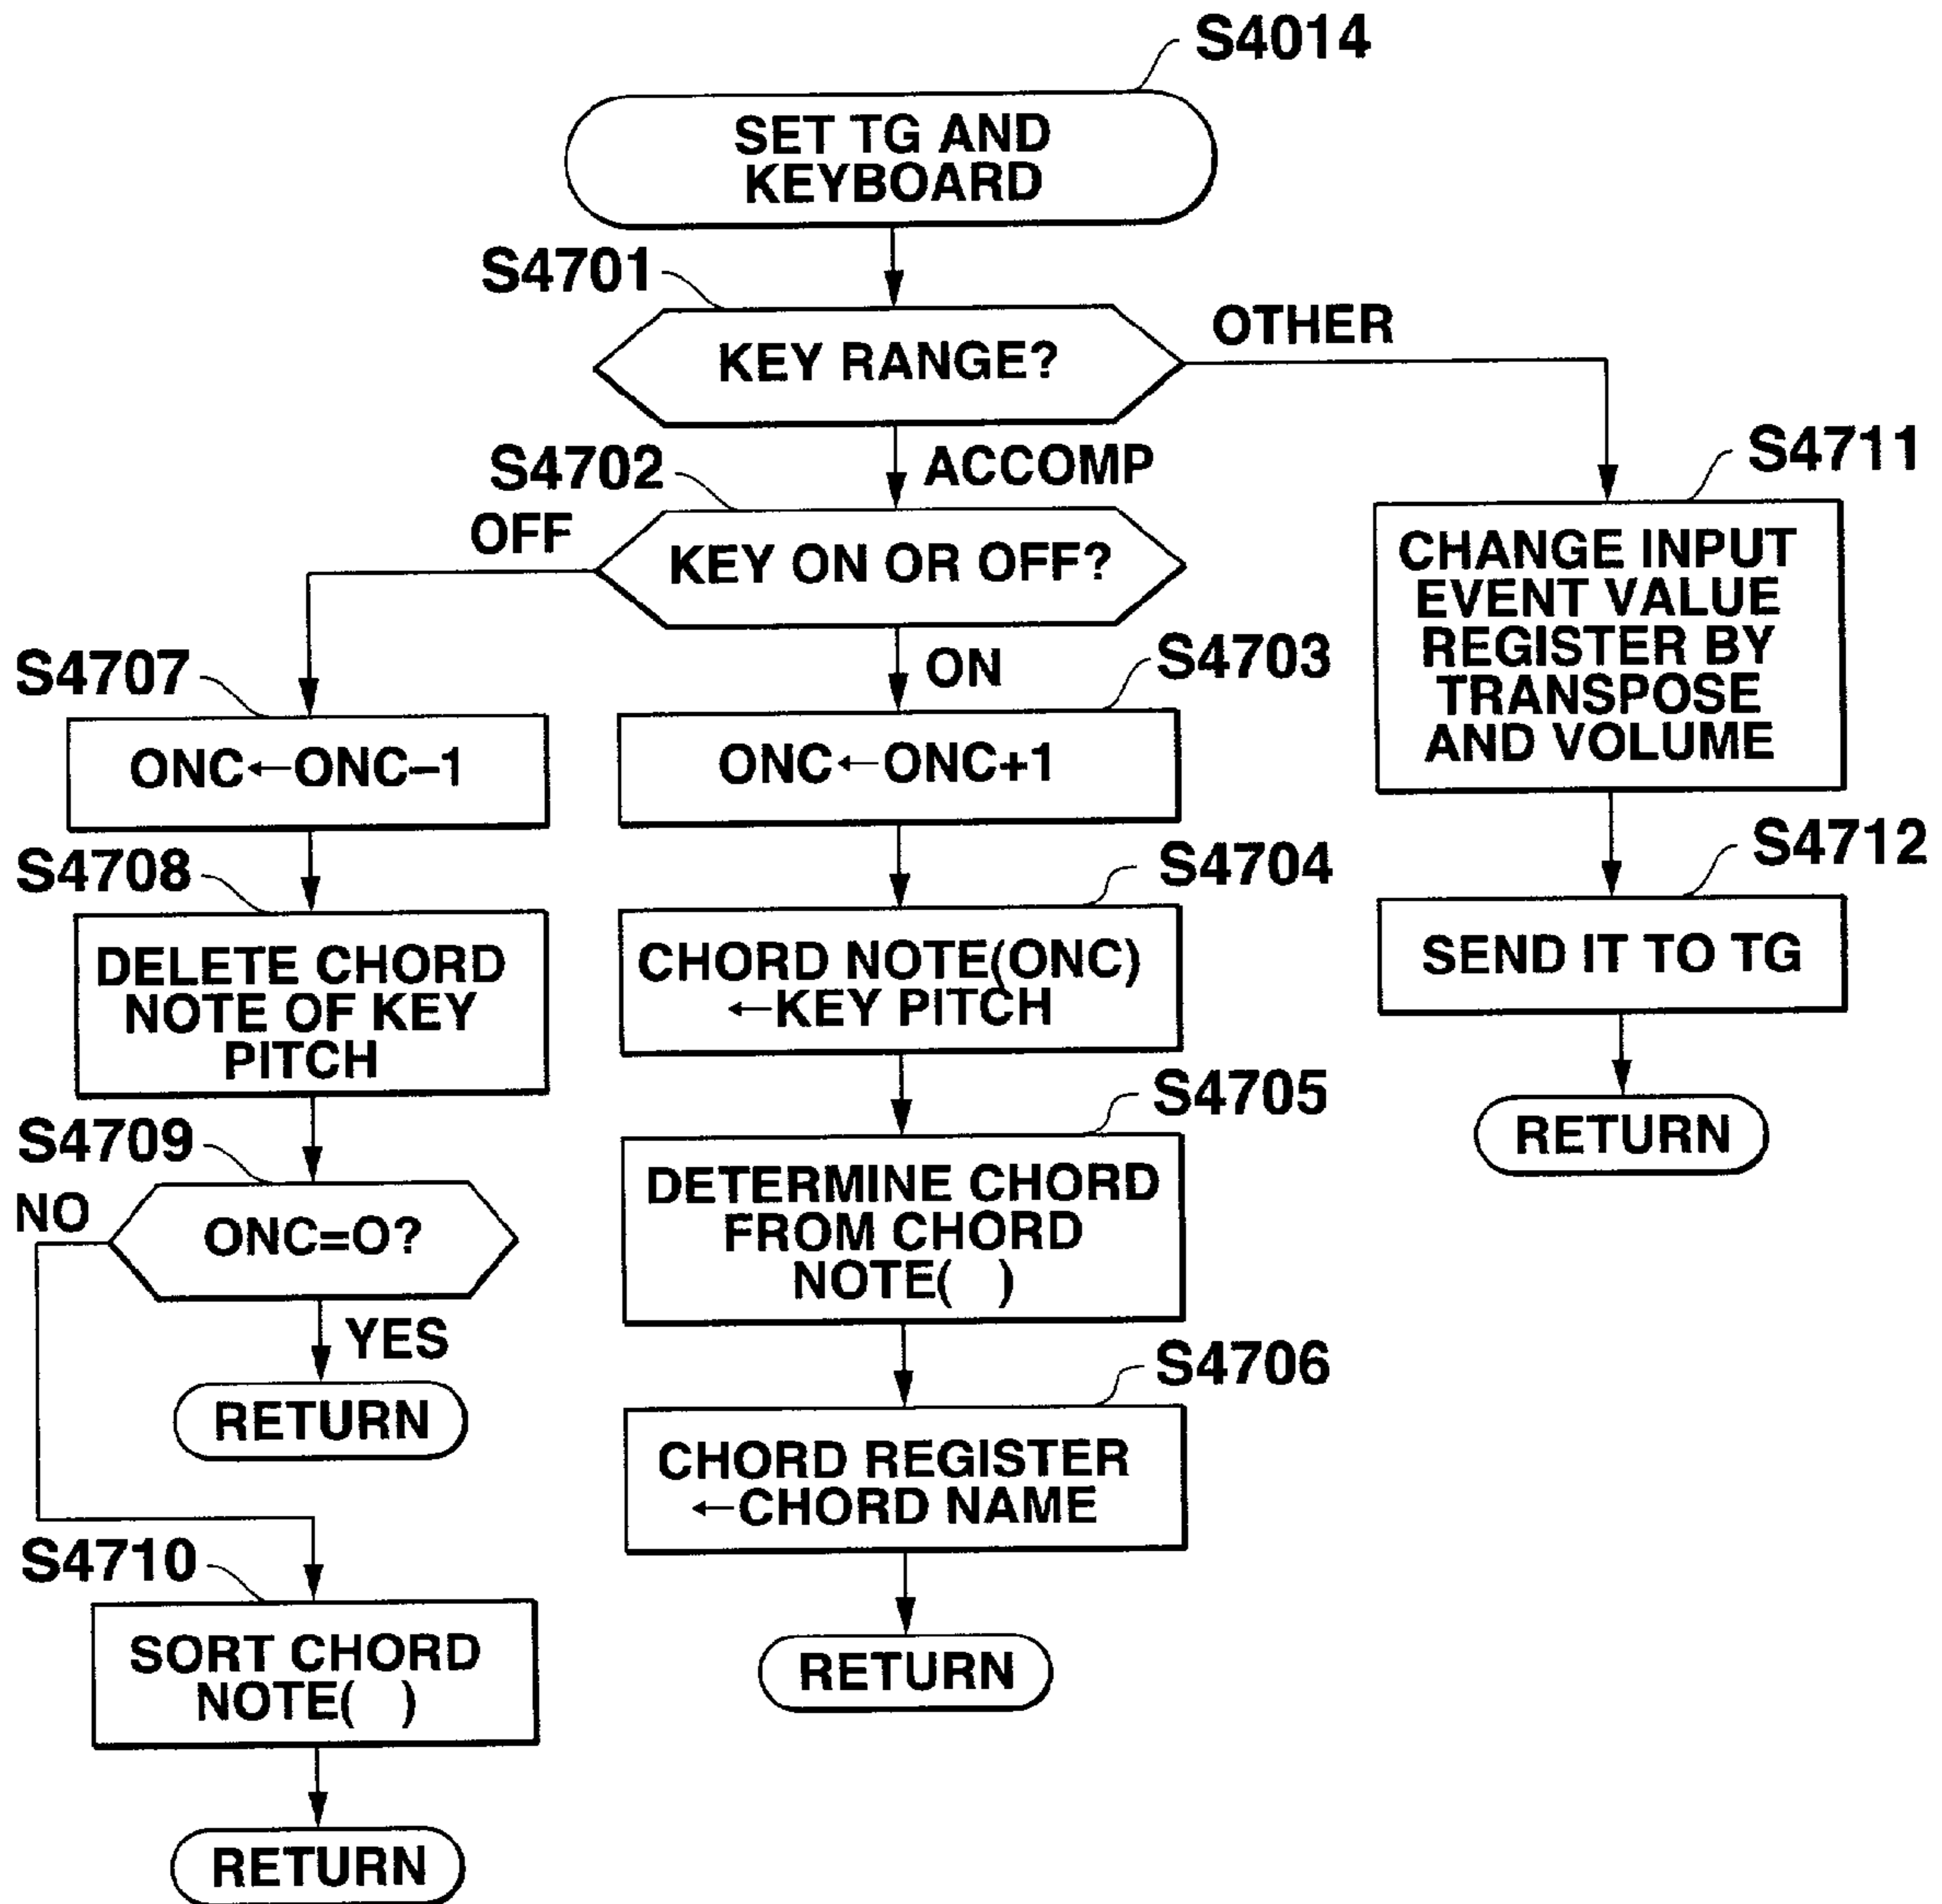 S4014
SET TG AND
KEYBOARD
S4701
KEY RANGE?
OTHER
ACCOMP
S4702
OFF
KEY ON OR OFF?
ON
S4711
CHANGE INPUT
EVENT VALUE
REGISTER BY
TRANSPOSE
AND VOLUME
S4707
ONC←ONC–1
S4703
ONC←ONC+1
S4712
SEND IT TO TG
RETURN
S4708
DELETE CHORD
NOTE OF KEY
PITCH
S4704
CHORD NOTE(ONC)
←KEY PITCH
S4709
NO
ONC=O?
YES
RETURN
S4705
DETERMINE CHORD
FROM CHORD
NOTE(  )
S4706
CHORD REGISTER
←CHORD NAME
RETURN
S4710
SORT CHORD
NOTE(  )
RETURN